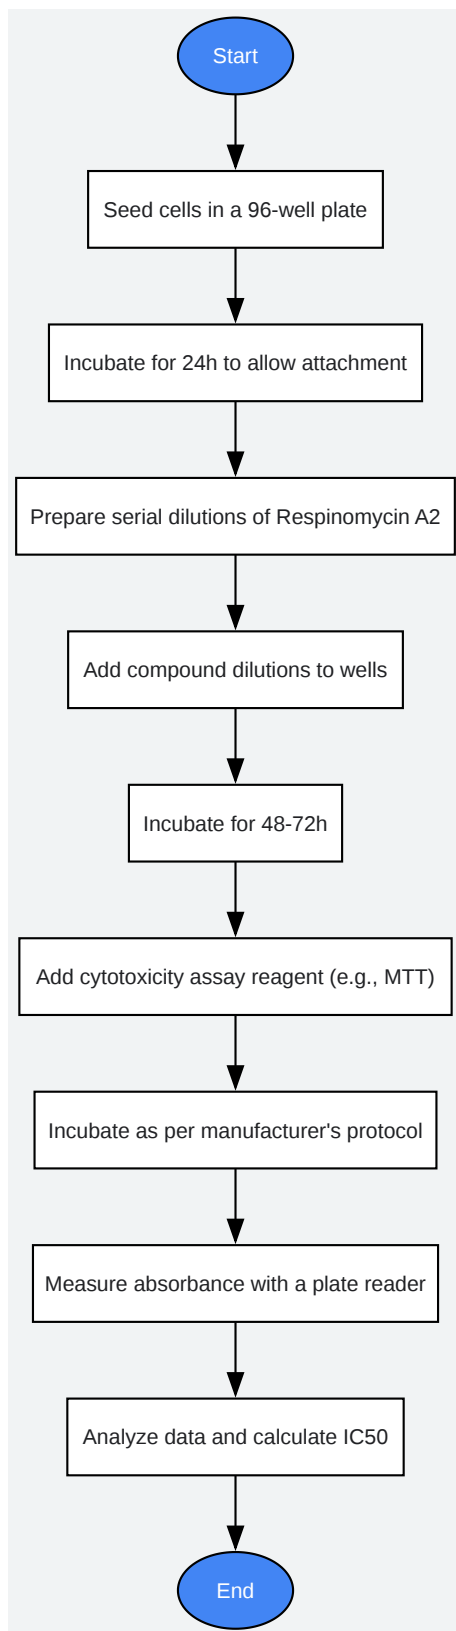 Start
Seed cells in a 96-well plate
Incubate for 24h to allow attachment
Prepare serial dilutions of Respinomycin A2
Add compound dilutions to wells
Incubate for 48-72h
Add cytotoxicity assay reagent (e.g., MTT)
Incubate as per manufacturer's protocol
Measure absorbance with a plate reader
Analyze data and calculate IC50
End